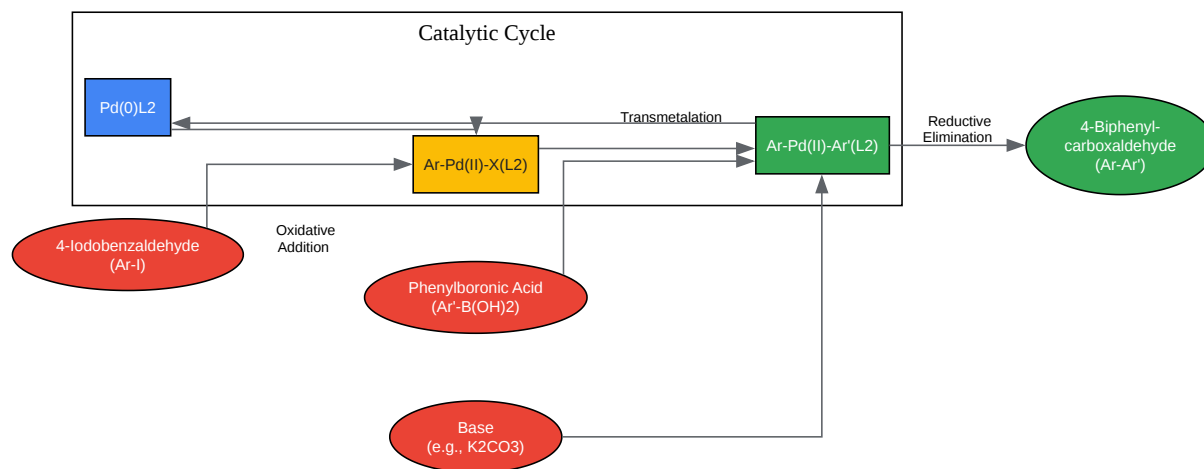 Catalytic Cycle
Pd(0)L2
Transmetalation
Ar-Pd(II)-X(L2)
Ar-Pd(II)-Ar'(L2)
Reductive
Elimination
4-Biphenyl-
carboxaldehyde
(Ar-Ar')
4-Iodobenzaldehyde
(Ar-I)
Oxidative
Addition
Phenylboronic Acid
(Ar'-B(OH)2)
Base
(e.g., K2CO3)